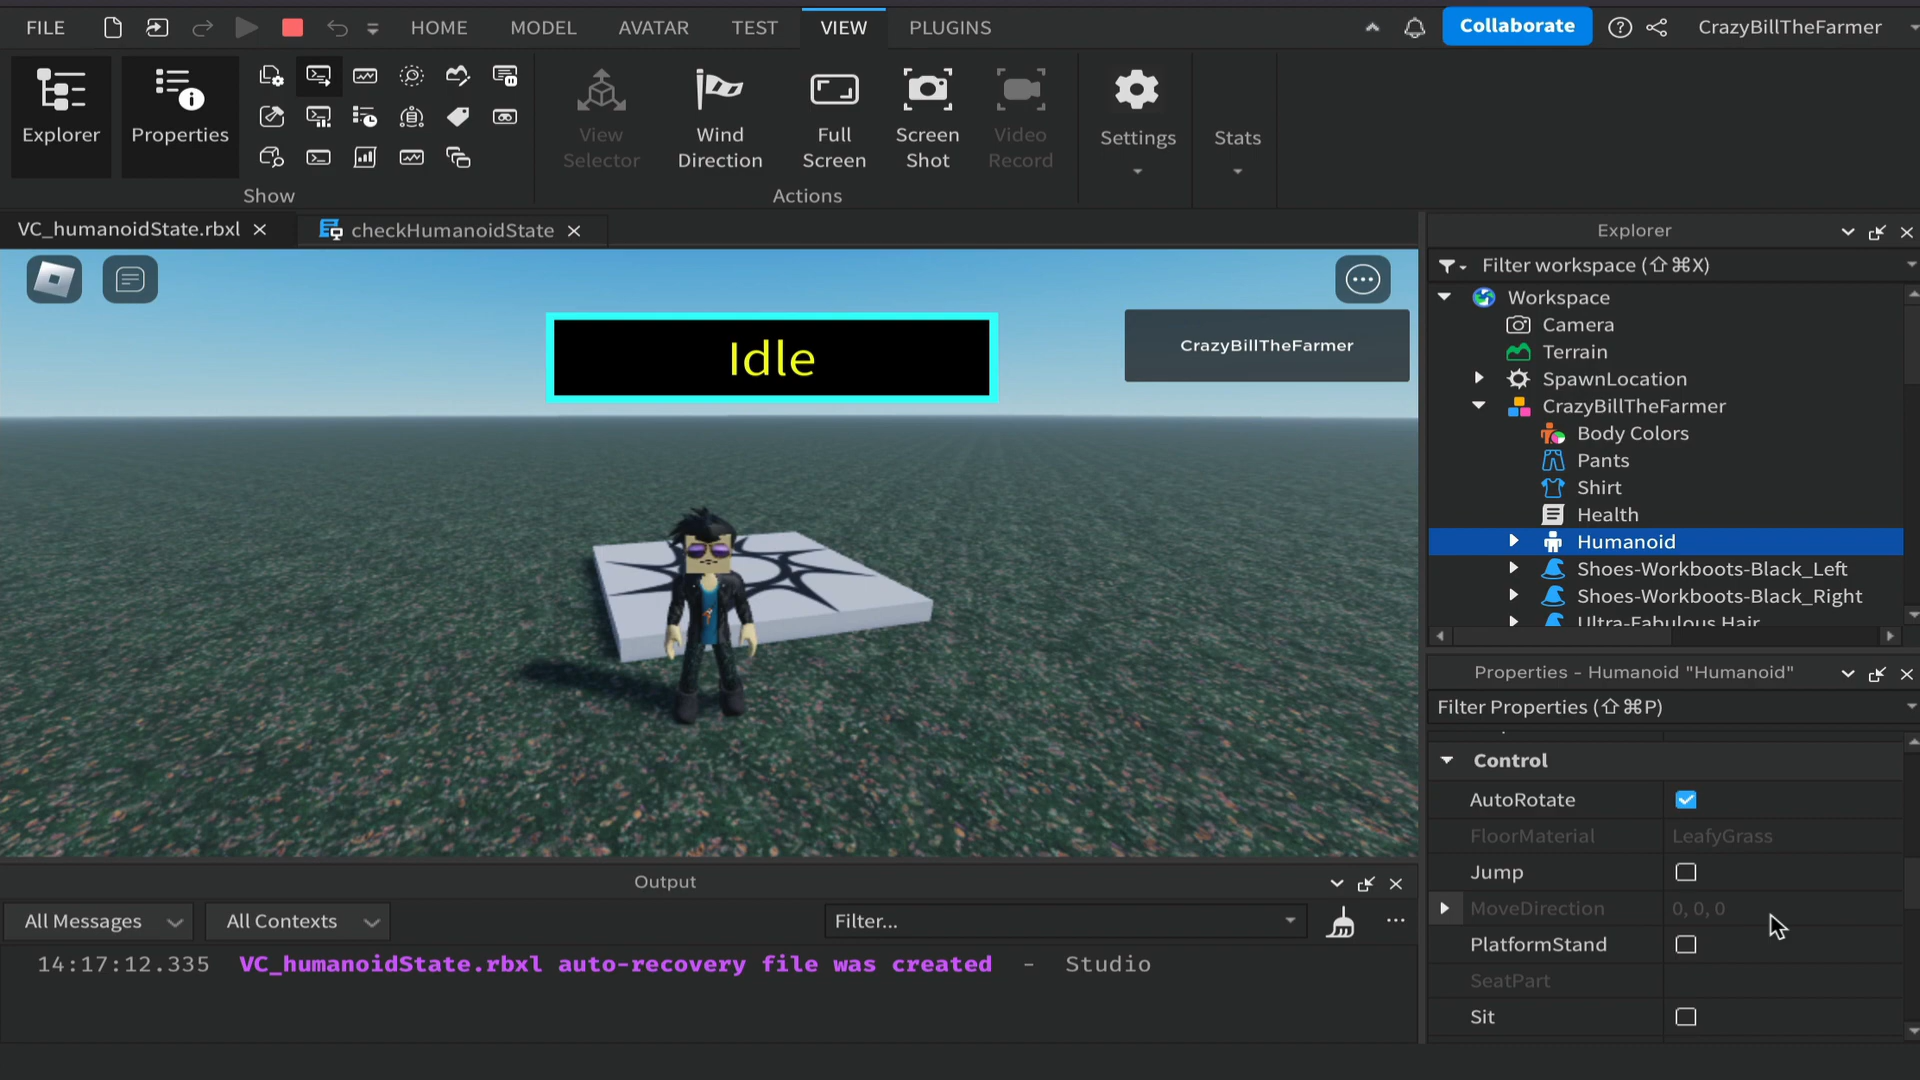 FILE HOME MODEL AVATAR TEST VIEW PLUGINS Collaborate CrazyBillTheFarmer
Explorer
Properties
Show
View Selector
Wind Direction
Full Screen
Screen Shot
Video Record
Actions
Settings
Stats
VC_humanoidState.rbxl
checkHumanoidState
Idle
CrazyBillTheFarmer
Output
All Messages
All Contexts
Filter...
14:17:12.335 VC_humanoidState.rbxl auto-recovery file was created - Studio
Explorer
Filter workspace (⇧⌘X)
Workspace
Camera
Terrain
SpawnLocation
CrazyBillTheFarmer
Body Colors
Pants
Shirt
Health
Humanoid
Shoes-Workboots-Black_Left
Shoes-Workboots-Black_Right
Ultra-Fabulous Hair
Properties - Humanoid "Humanoid"
Filter Properties (⇧⌘P)
Control
AutoRotate
FloorMaterial LeafyGrass
Jump
MoveDirection 0, 0, 0
PlatformStand
SeatPart
Sit